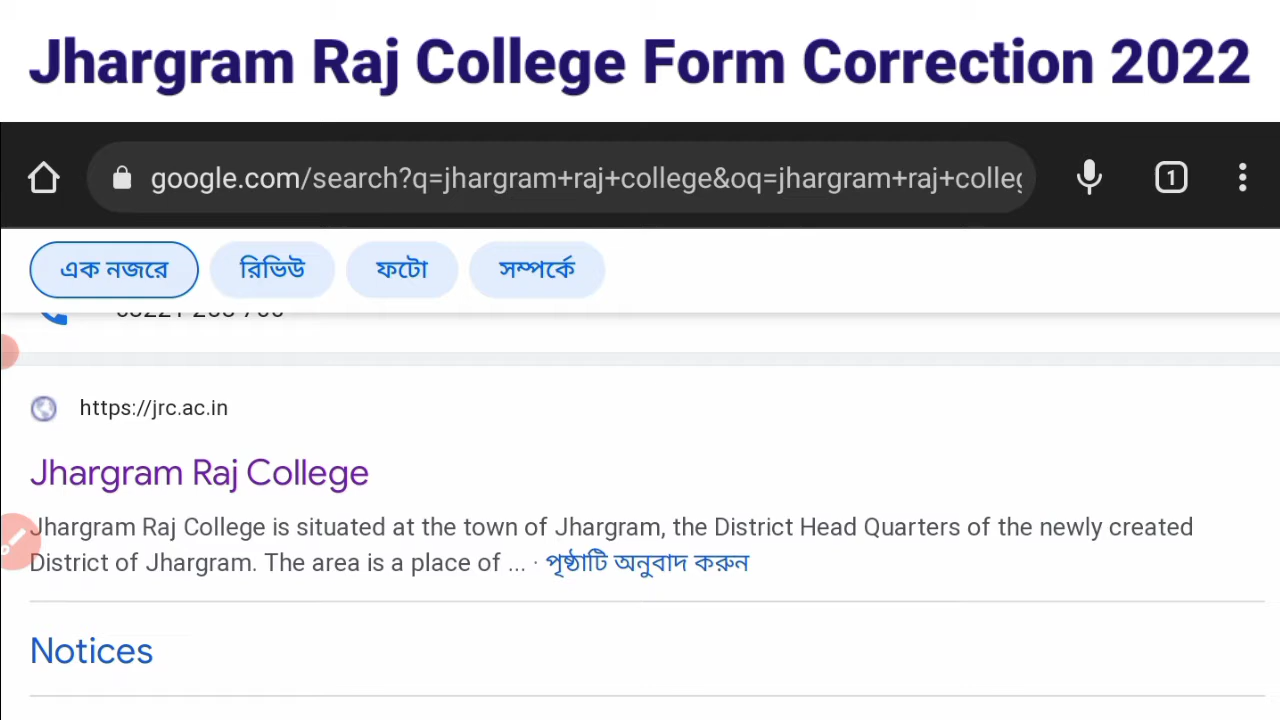 Jhargram Raj College Form Correction 2022
google.com/search?q=jhargram+raj+college&oq=jhargram+raj+colleg
1
এক নজরে রিভিউ ফটো সম্পর্কে
https://jrc.ac.in
Jhargram Raj College
Jhargram Raj College is situated at the town of Jhargram, the District Head Quarters of the newly created
District of Jhargram. The area is a place of ... · পৃষ্ঠাটি অনুবাদ করুন
Notices